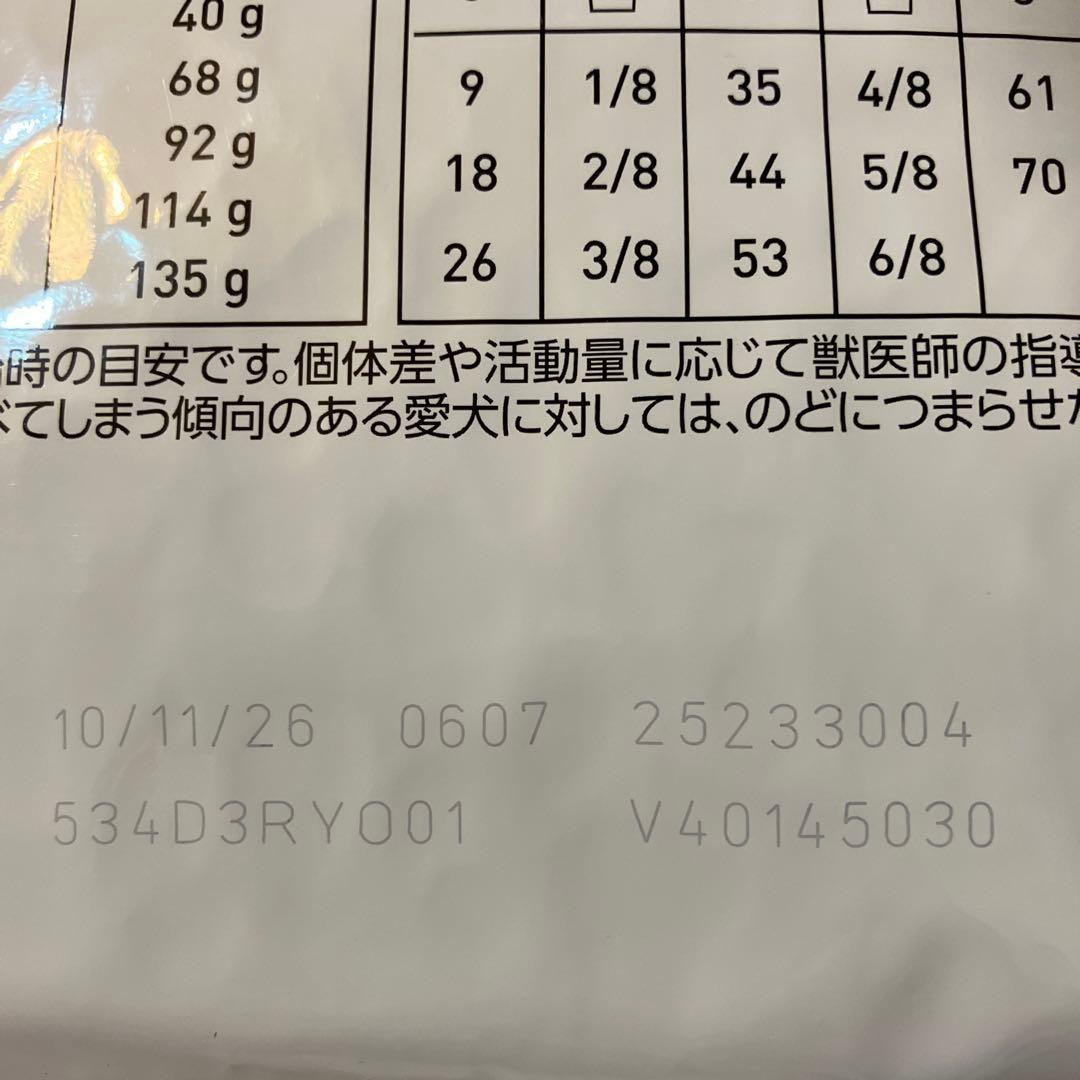 40 g
68 g
92 g
114 g
135 g
9 1/8 35 4/8 61
18 2/8 44 5/8 70
26 3/8 53 6/8
時の目安です。個体差や活動量に応じて獣医師の指導
べてしまう傾向のある愛犬に対しては、のどにつまらせ
10/11/26 0607 25233004
534D3RYO01 V40145030